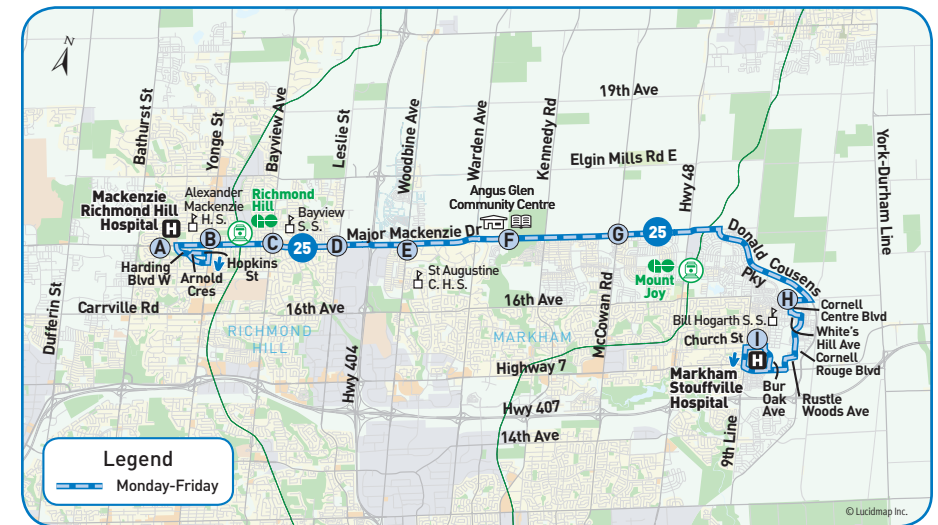 N
19th Ave
Bathurst St
Yonge St
Bayview Ave
Leslie St
Woodbine Ave
Warden Ave
Kennedy Rd
Elgin Mills Rd E
Hwy 48
York-Durham Line
Mackenzie
Richmond Hill
Hospital
H
Alexander
Mackenzie
H. S.
Richmond
Hill
GO
Bayview
S. S.
Angus Glen
Community Centre
A
B
C
25
D
Major Mackenzie Dr
E
F
G
25
Donald Cousens
Pky
Harding
Blvd W
Arnold
Cres
Hopkins
St
St Augustine
C. H. S.
GO
Mount
Joy
McCowan Rd
Dufferin St
Carrville Rd
16th Ave
16th Ave
RICHMOND
HILL
MARKHAM
H
Cornell
Centre Blvd
Bill Hogarth S. S.
White's
Hill Ave
Church St
I
H
Cornell
Rouge Blvd
Hwy 404
Highway 7
Markham
Stouffville
Hospital
Bur
Oak
Ave
Rustle
Woods Ave
Hwy 407
14th Ave
9th Line
Legend
Monday-Friday
© Lucidmap Inc.